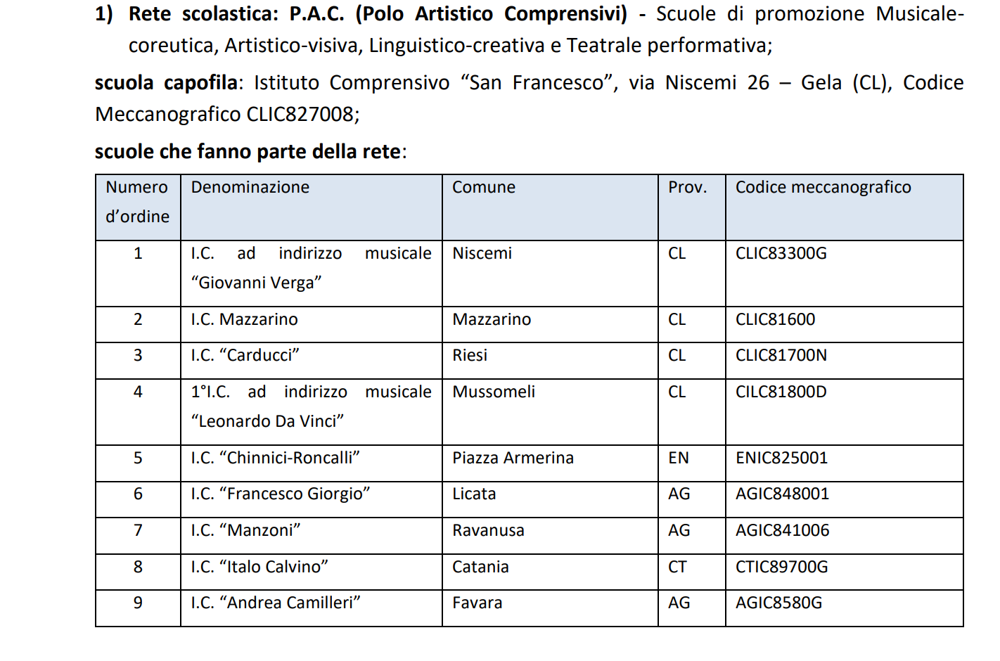 1) Rete scolastica: P.A.C. (Polo Artistico Comprensivi) - Scuole di promozione Musicale-
coreutica, Artistico-visiva, Linguistico-creativa e Teatrale performativa;
scuola capofila: Istituto Comprensivo “San Francesco”, via Niscemi 26 – Gela (CL), Codice
Meccanografico CLIC827008;
scuole che fanno parte della rete:
Numero d’ordine Denominazione Comune Prov. Codice meccanografico
1 I.C. ad indirizzo musicale “Giovanni Verga” Niscemi CL CLIC83300G
2 I.C. Mazzarino Mazzarino CL CLIC81600
3 I.C. “Carducci” Riesi CL CLIC81700N
4 1°I.C. ad indirizzo musicale “Leonardo Da Vinci” Mussomeli CL CILC81800D
5 I.C. “Chinnici-Roncalli” Piazza Armerina EN ENIC825001
6 I.C. “Francesco Giorgio” Licata AG AGIC848001
7 I.C. “Manzoni” Ravanusa AG AGIC841006
8 I.C. “Italo Calvino” Catania CT CTIC89700G
9 I.C. “Andrea Camilleri” Favara AG AGIC8580G